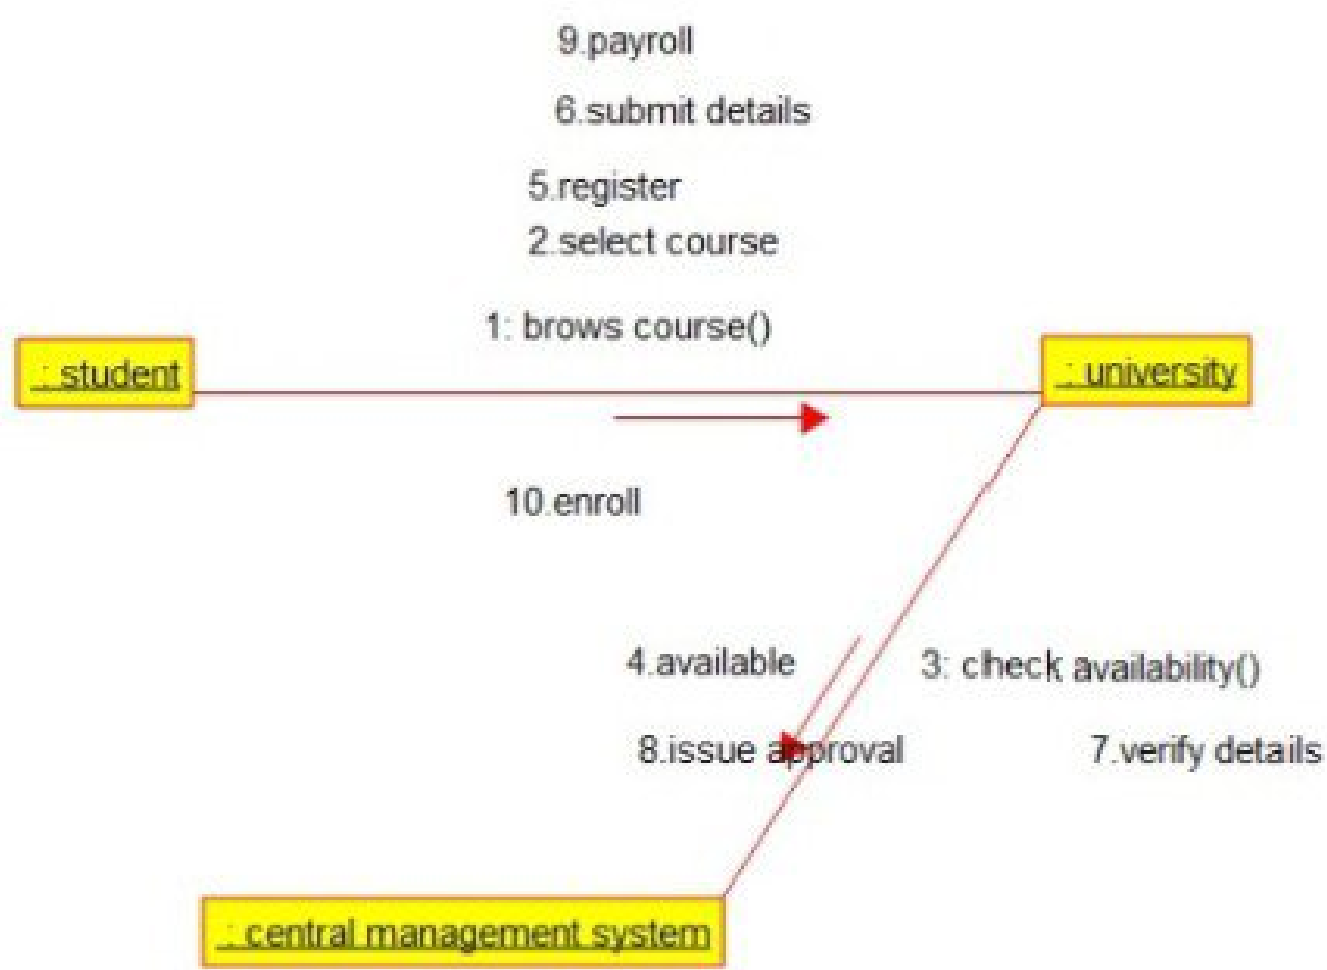 9.payroll
6.submit details
5.register
2.select course
1: brows course()
: student
: university
10.enroll
4.available
3: check availability()
8.issue approval
7.verify details
: central management system